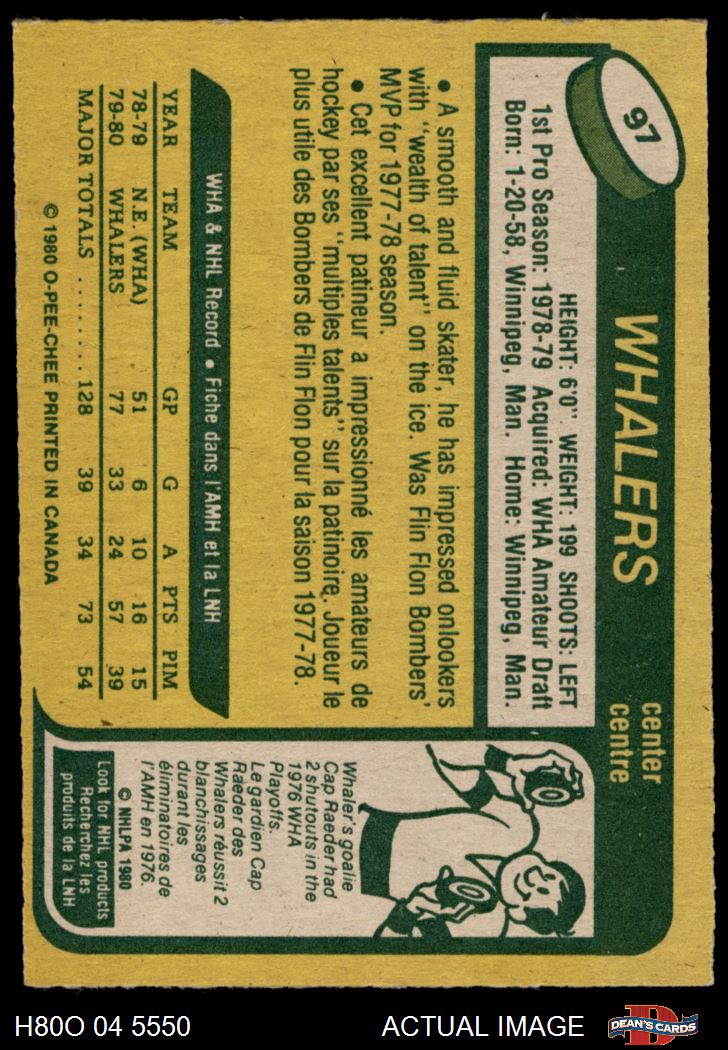 97
WHALERS
center
centre
HEIGHT: 6'0" WEIGHT: 199 SHOOTS: LEFT
1st Pro Season: 1978-79 Acquired: WHA Amateur Draft
Born: 1-20-58, Winnipeg, Man. Home: Winnipeg, Man.
• A smooth and fluid skater, he has impressed onlookers
with "wealth of talent" on the ice. Was Flin Flon Bombers'
MVP for 1977-78 season.
• Cet excellent patineur a impressionné les amateurs de
hockey par ses "multiples talents" sur la patinoire. Joueur le
plus utile des Bombers de Flin Flon pour la saison 1977-78.
WHA & NHL Record • Fiche dans l'AMH et la LNH
YEAR TEAM GP G A PTS PIM
78-79 N.E. (WHA) 51 6 10 16 15
79-80 WHALERS 77 33 24 57 39
MAJOR TOTALS ........ 128 39 34 73 54
© 1980 O-PEE-CHEE PRINTED IN CANADA
Whaler's goalie
Cap Raeder had
2 shutouts in the
1976 WHA
Playoffs.
Le gardien Cap
Raeder des
Whalers réussit 2
blanchissages
durant les
éliminatoires de
l'AMH en 1976.
© NHLPA 1980
Look for NHL products
Recherchez les
produits de la LNH
H80O 04 5550
ACTUAL IMAGE
D
DEAN'S CARDS